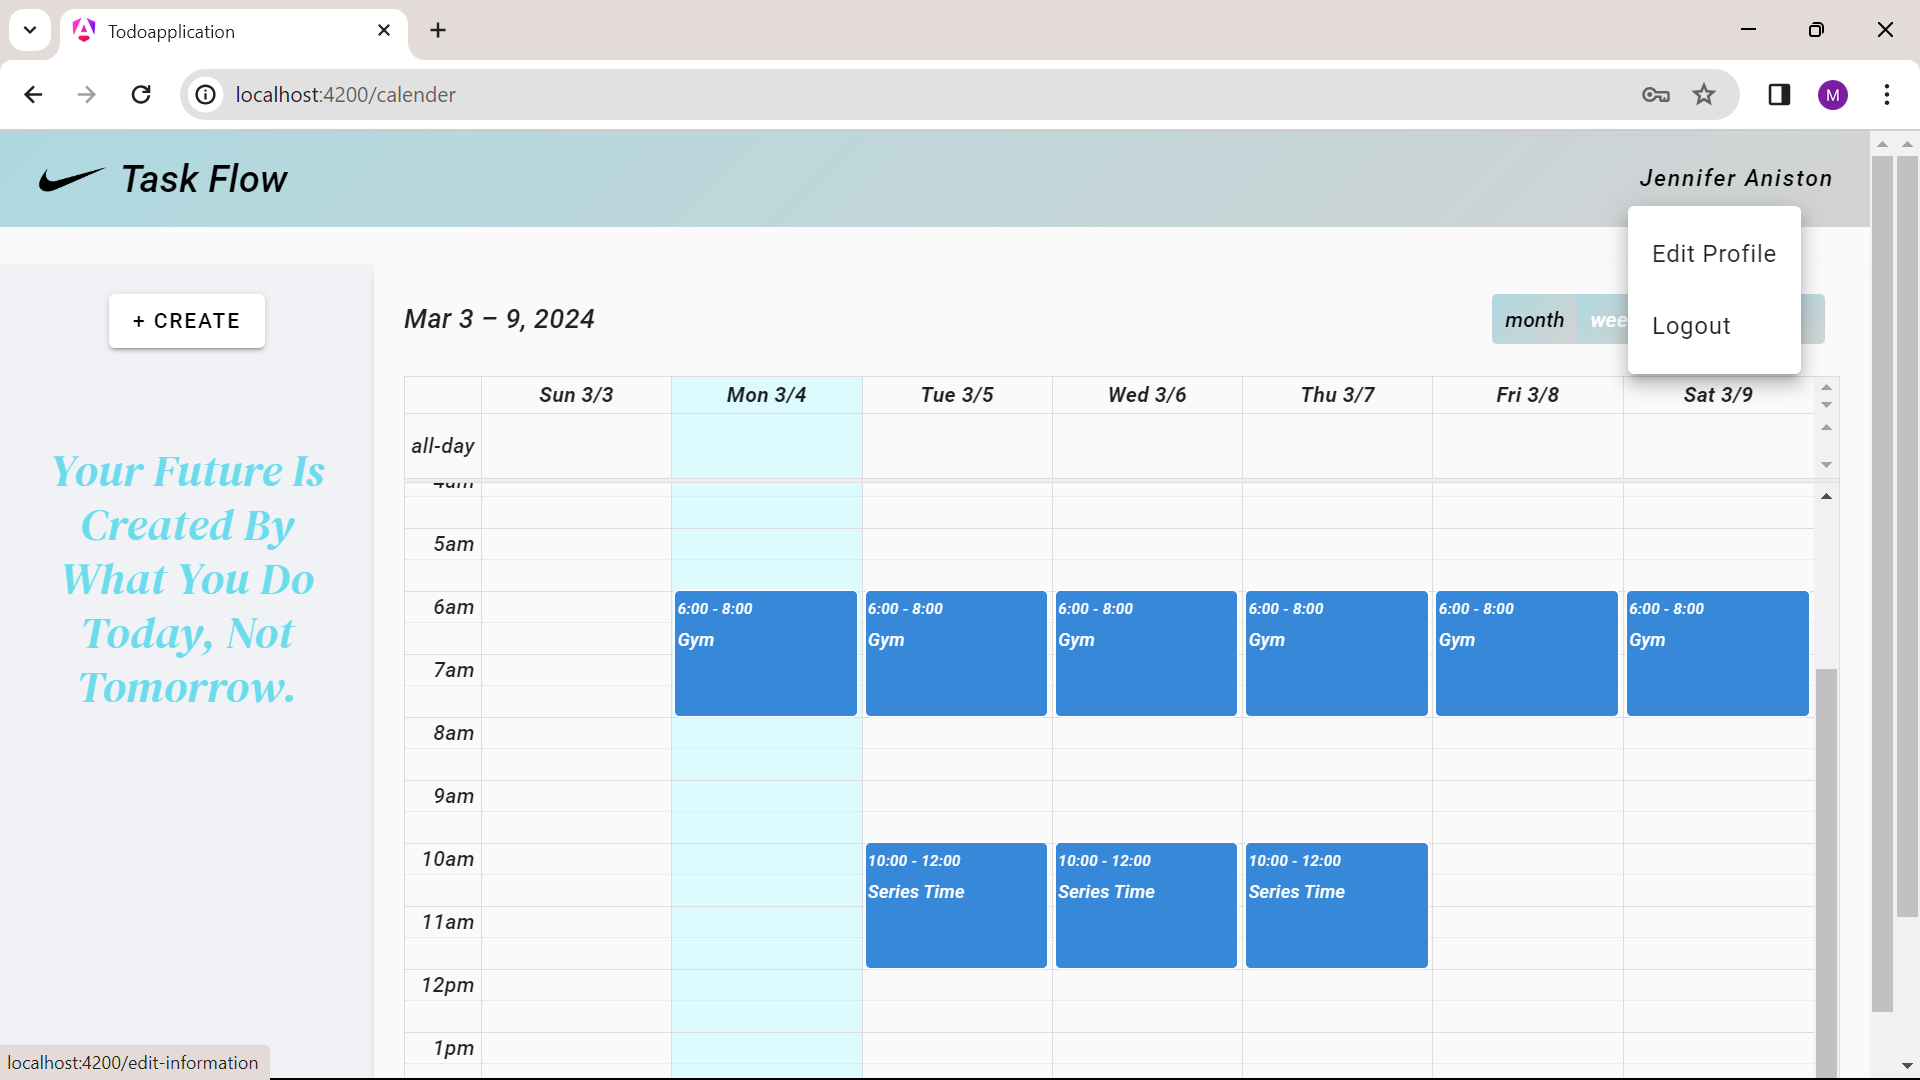 Todoapplication
localhost:4200/calender
M
Task Flow
Jennifer Aniston
Edit Profile
Logout
+ CREATE
Mar 3 – 9, 2024
month
Your Future Is
Created By
What You Do
Today, Not
Tomorrow.
Sun 3/3 Mon 3/4 Tue 3/5 Wed 3/6 Thu 3/7 Fri 3/8 Sat 3/9
all-day
4am
5am
6am
7am
8am
9am
10am
11am
12pm
1pm
6:00 - 8:00
Gym
6:00 - 8:00
Gym
6:00 - 8:00
Gym
6:00 - 8:00
Gym
6:00 - 8:00
Gym
6:00 - 8:00
Gym
10:00 - 12:00
Series Time
10:00 - 12:00
Series Time
10:00 - 12:00
Series Time
localhost:4200/edit-information